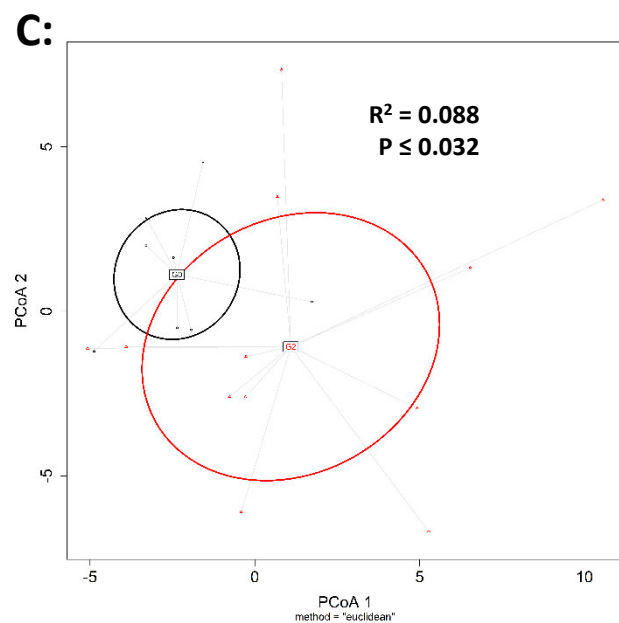 C:
R² = 0.088
P ≤ 0.032
5
0
-5
PCoA 2
G0
G2
-5
0
5
10
PCoA 1
method = "euclidean"